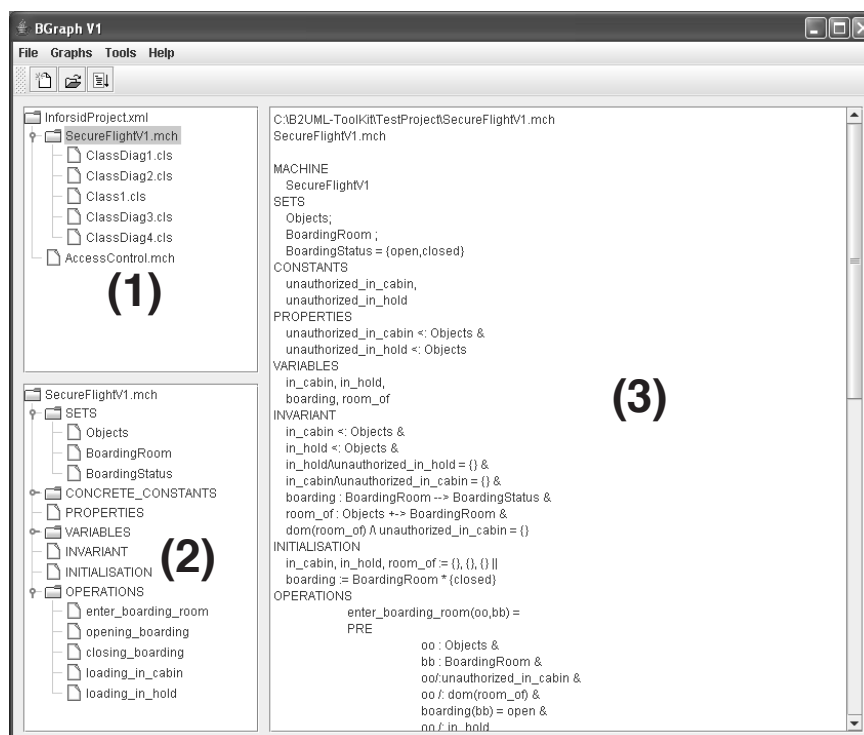 BGraph V1
File Graphs Tools Help
InforsidProject.xml
SecureFlightV1.mch
ClassDiag1.cls
ClassDiag2.cls
Class1.cls
ClassDiag3.cls
ClassDiag4.cls
AccessControl.mch
(1)
SecureFlightV1.mch
SETS
Objects
BoardingRoom
BoardingStatus
CONCRETE_CONSTANTS
PROPERTIES
VARIABLES
INVARIANT
INITIALISATION
(2)
OPERATIONS
enter_boarding_room
opening_boarding
closing_boarding
loading_in_cabin
loading_in_hold
C:\B2UML-ToolKit\TestProject\SecureFlightV1.mch
SecureFlightV1.mch
MACHINE
SecureFlightV1
SETS
Objects;
BoardingRoom ;
BoardingStatus = {open,closed}
CONSTANTS
unauthorized_in_cabin,
unauthorized_in_hold
PROPERTIES
unauthorized_in_cabin <: Objects &
unauthorized_in_hold <: Objects
VARIABLES
in_cabin, in_hold,
boarding, room_of
(3)
INVARIANT
in_cabin <: Objects &
in_hold <: Objects &
in_hold/\unauthorized_in_hold = {} &
in_cabin/\unauthorized_in_cabin = {} &
boarding : BoardingRoom --> BoardingStatus &
room_of : Objects +-> BoardingRoom &
dom(room_of) /\ unauthorized_in_cabin = {}
INITIALISATION
in_cabin, in_hold, room_of := {}, {}, {} ||
boarding := BoardingRoom * {closed}
OPERATIONS
enter_boarding_room(oo,bb) =
PRE
oo : Objects &
bb : BoardingRoom &
oo/:unauthorized_in_cabin &
oo /: dom(room_of) &
boarding(bb) = open &
oo /: in_hold